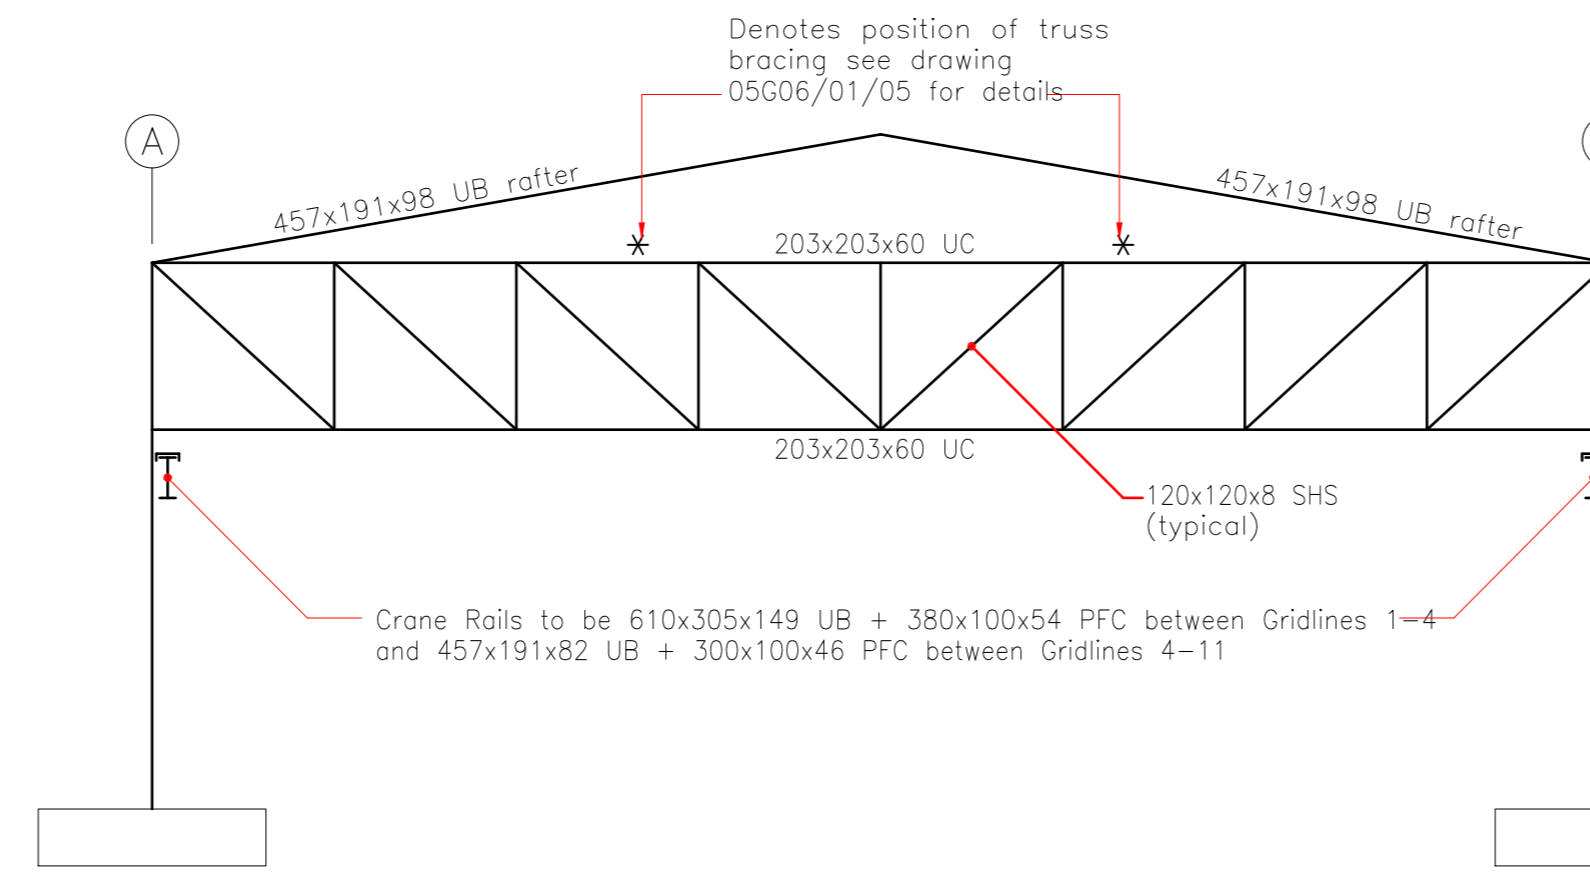 Denotes position of truss
bracing see drawing
05G06/01/05 for details
A
457x191x98 UB rafter
457x191x98 UB rafter
203x203x60 UC
203x203x60 UC
120x120x8 SHS
(typical)
Crane Rails to be 610x305x149 UB + 380x100x54 PFC between Gridlines 1-4
and 457x191x82 UB + 300x100x46 PFC between Gridlines 4-11